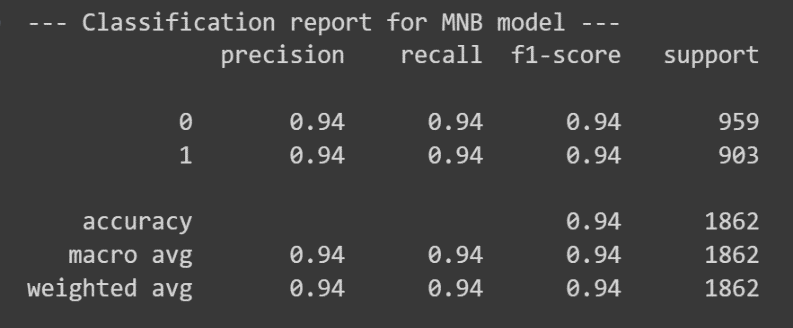 --- Classification report for MNB model ---
precision recall f1-score support
0 0.94 0.94 0.94 959
1 0.94 0.94 0.94 903
accuracy 0.94 1862
macro avg 0.94 0.94 0.94 1862
weighted avg 0.94 0.94 0.94 1862